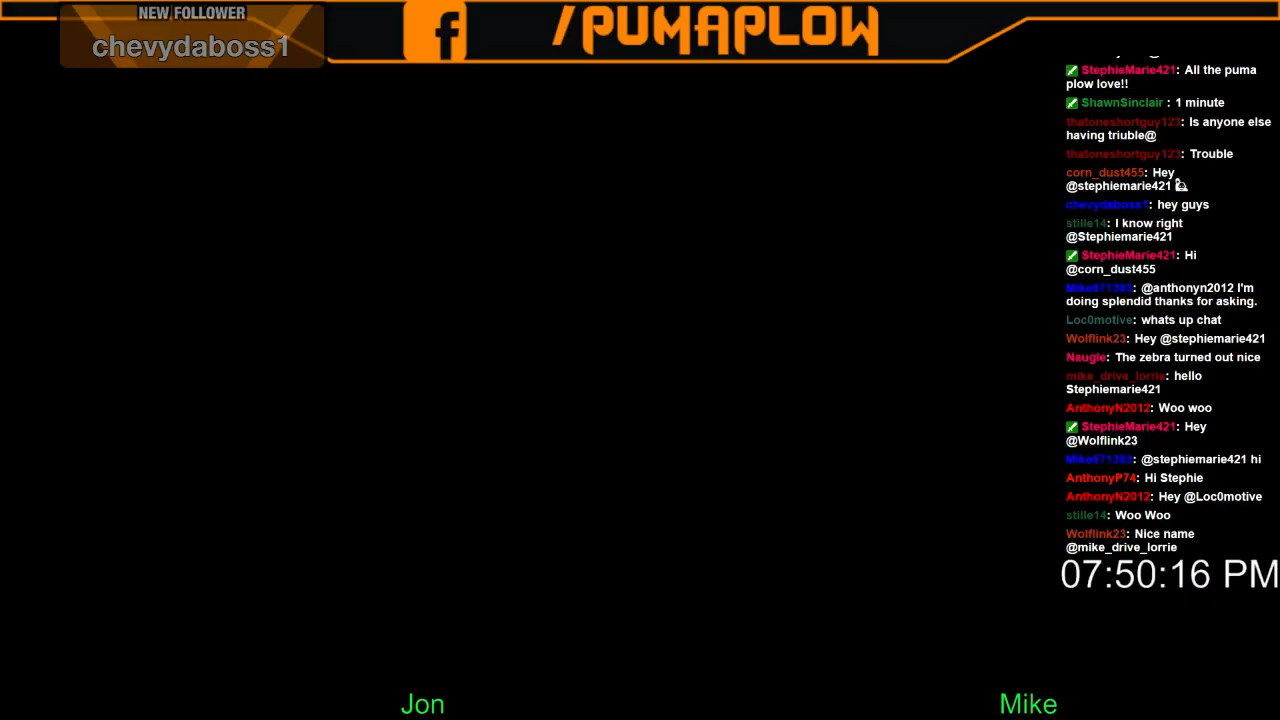 NEW FOLLOWER
chevydaboss1
f
/PUMAPLOW
StephieMarie421: All the puma
plow love!!
ShawnSinclair : 1 minute
thatoneshortguy123: Is anyone else
having triuble@
thatoneshortguy123: Trouble
corn_dust455: Hey
@stephiemarie421
chevydaboss1: hey guys
stille14: I know right
@Stephiemarie421
StephieMarie421: Hi
@corn_dust455
Mike671393: @anthonyn2012 I'm
doing splendid thanks for asking.
Loc0motive: whats up chat
Wolflink23: Hey @stephiemarie421
Naugle: The zebra turned out nice
mike_drive_lorrie: hello
Stephiemarie421
AnthonyN2012: Woo woo
StephieMarie421: Hey
@Wolflink23
Mike671393: @stephiemarie421 hi
AnthonyP74: Hi Stephie
AnthonyN2012: Hey @Loc0motive
stille14: Woo Woo
Wolflink23: Nice name
@mike_drive_lorrie
07:50:16 PM
Jon
Mike